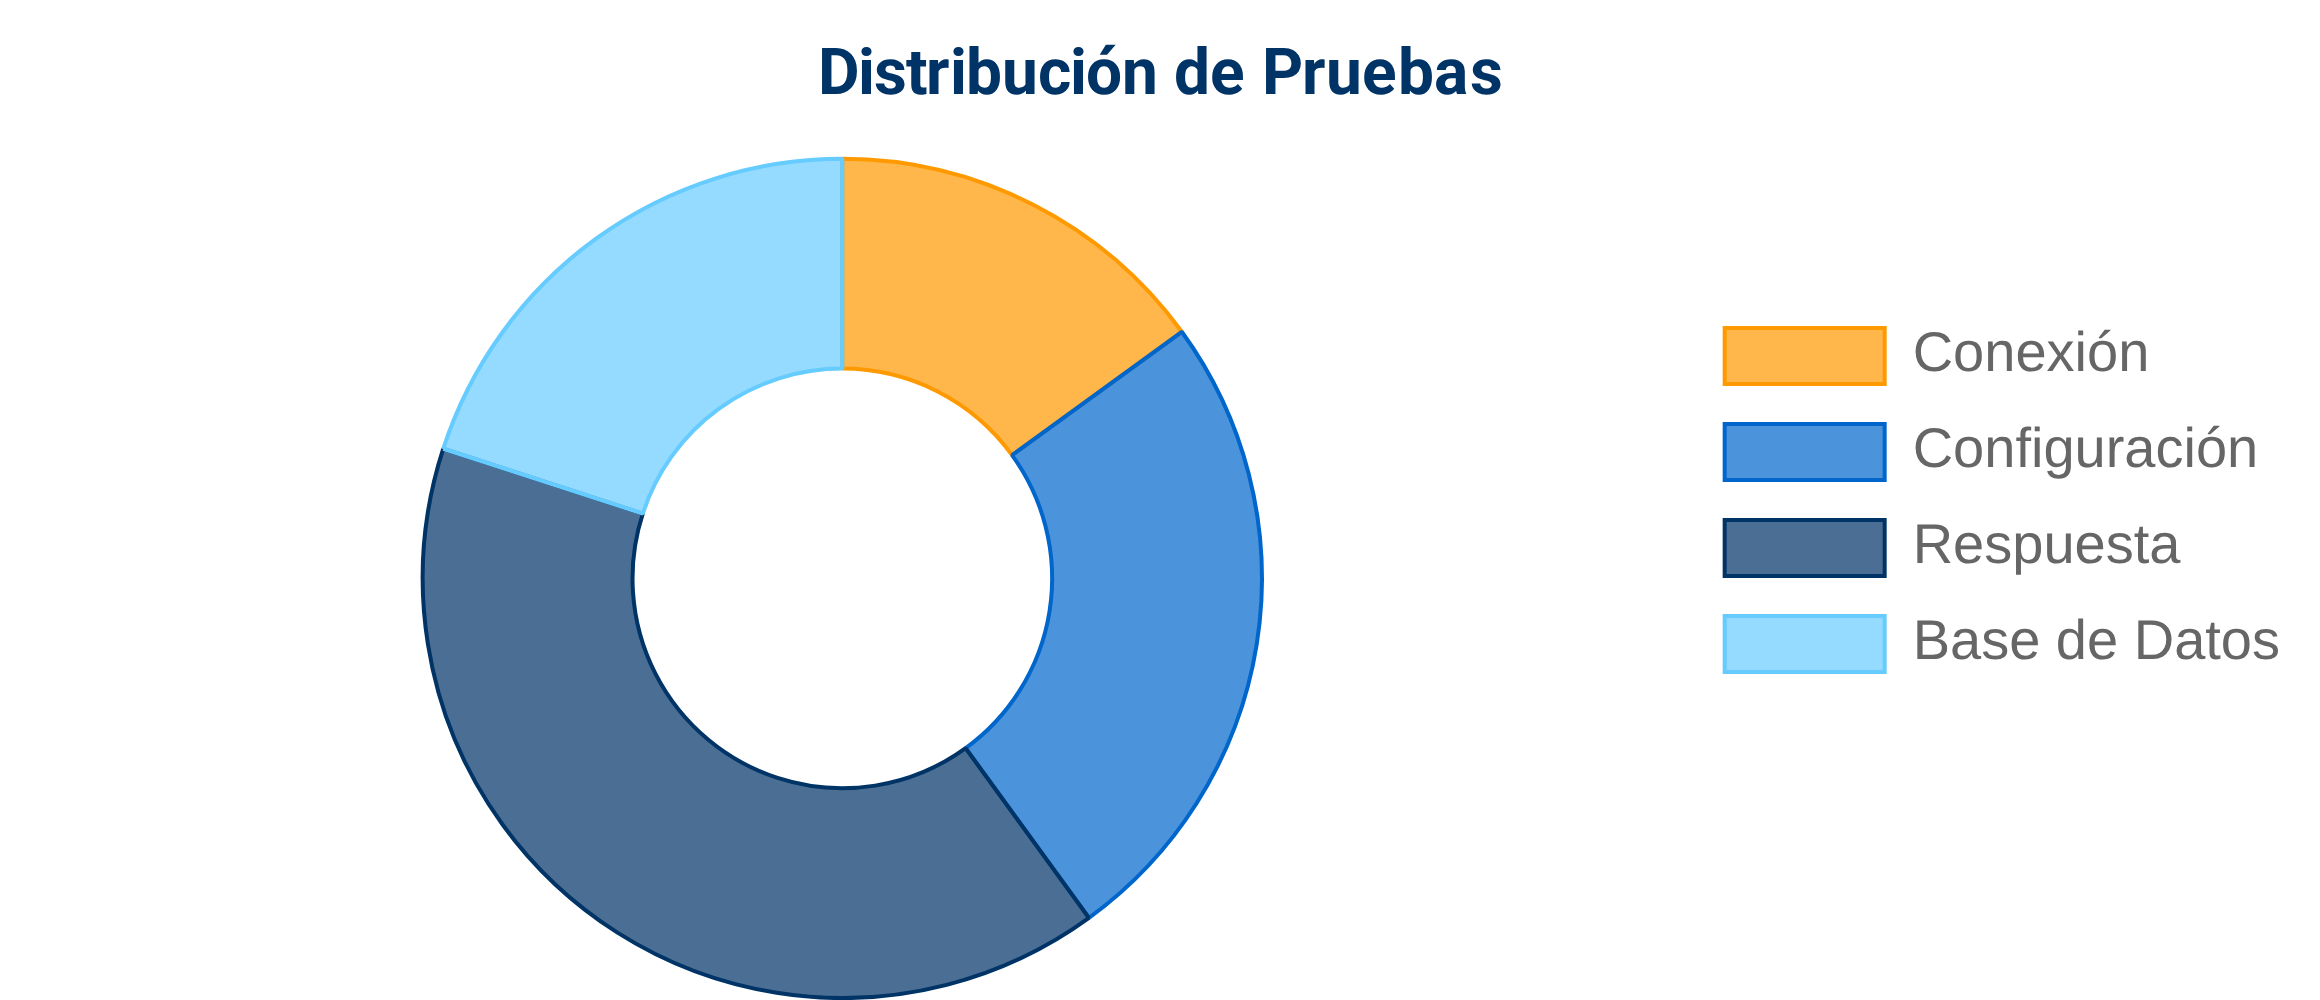 Distribución de Pruebas
Conexión
Configuración
Respuesta
Base de Datos